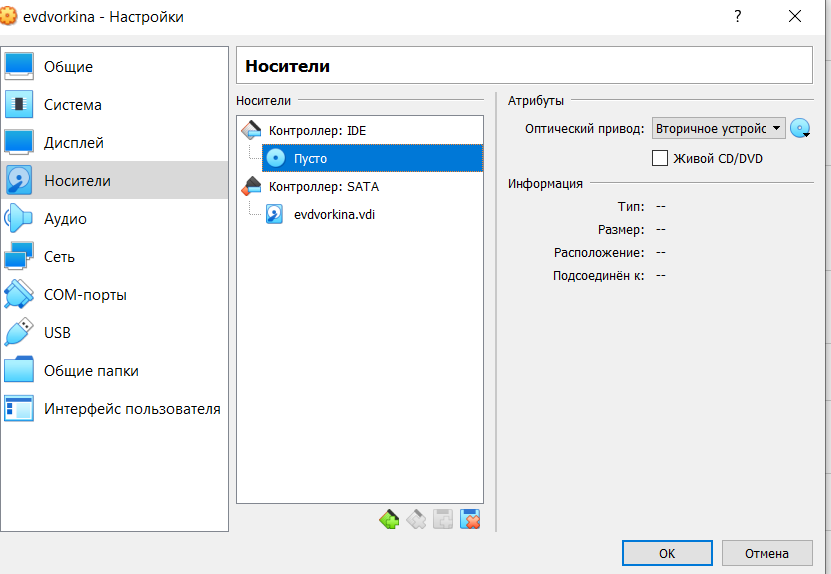 evdvorkina - Настройки
?
Общие
Система
Дисплей
Носители
Аудио
Сеть
COM-порты
USB
Общие папки
Интерфейс пользователя
Носители
Носители
Контроллер: IDE
Пусто
Контроллер: SATA
evdvorkina.vdi
Атрибуты
Оптический привод: Вторичное устройс
Живой CD/DVD
Информация
Тип: --
Размер: --
Расположение: --
Подсоединён к: --
OK
Отмена